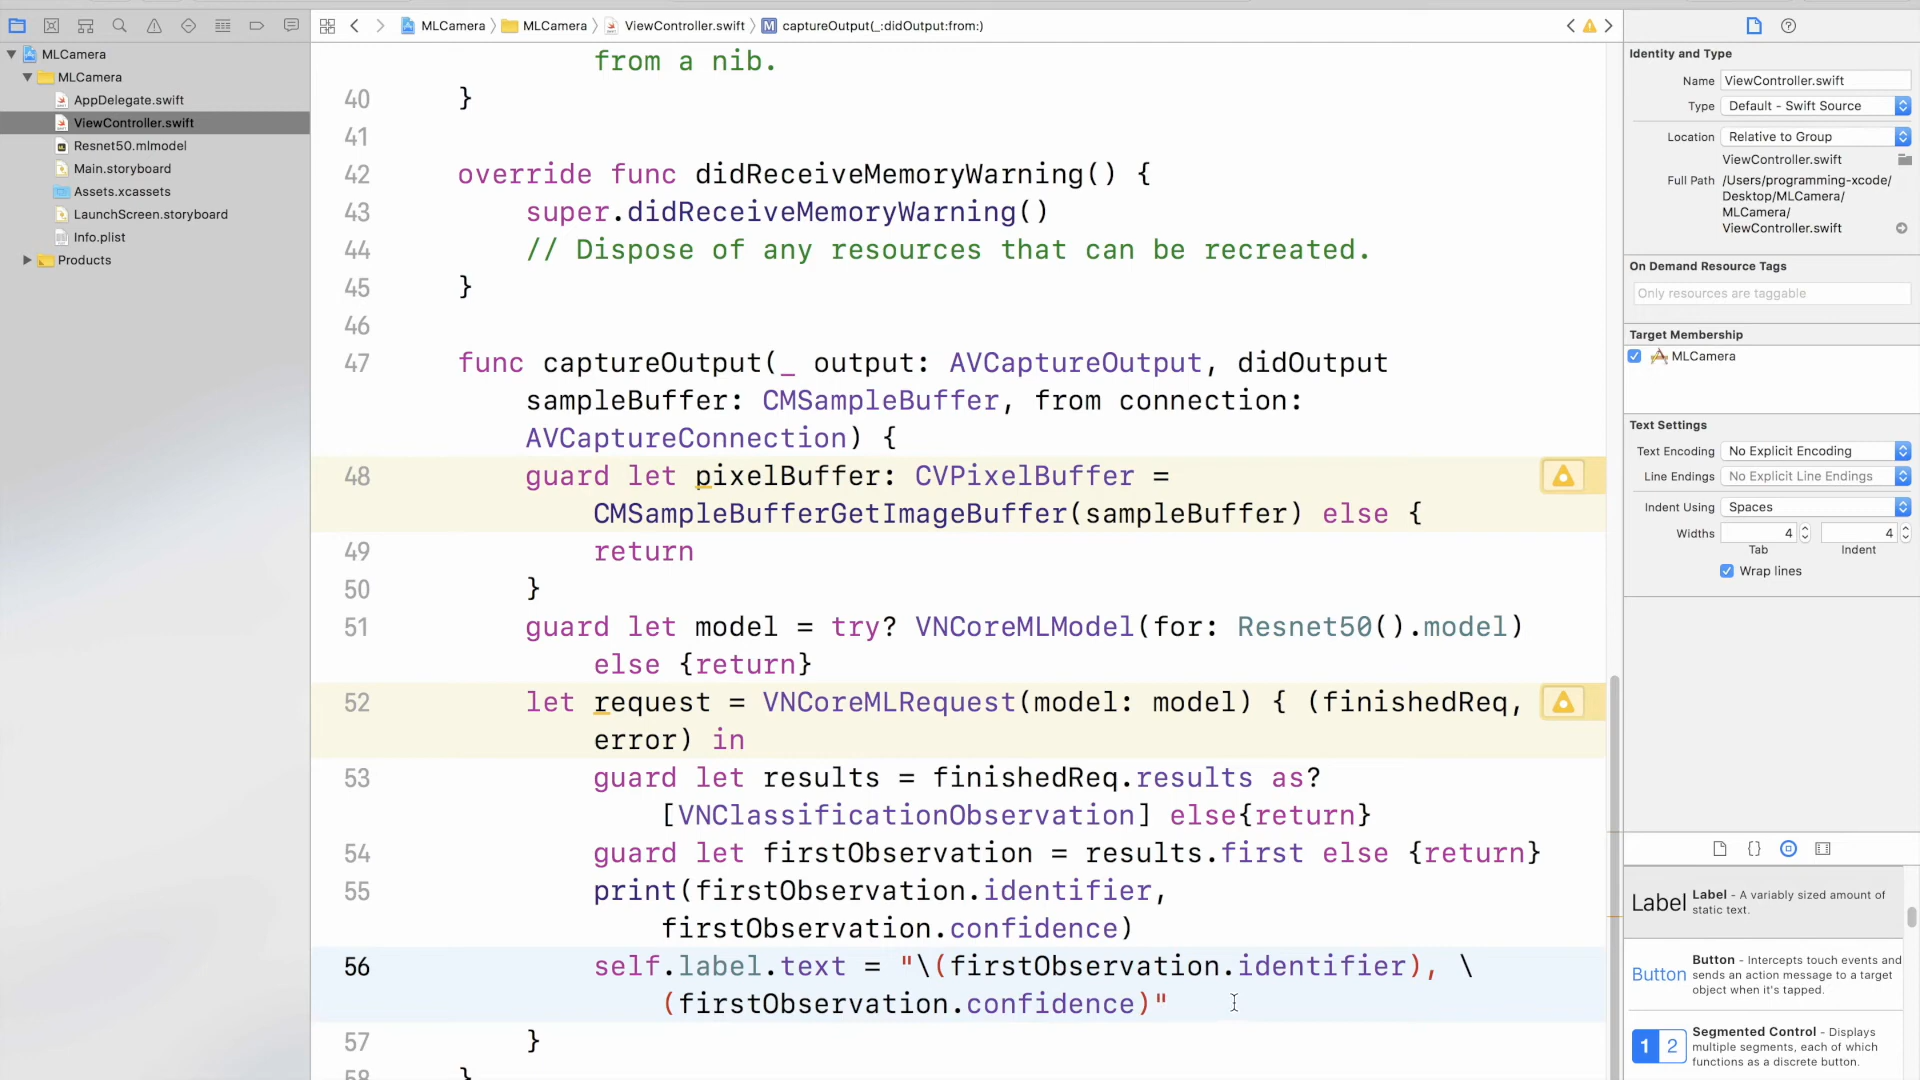 MLCamera
MLCamera
ViewController.swift
captureOutput(_:didOutput:from:)
MLCamera
MLCamera
AppDelegate.swift
ViewController.swift
Resnet50.mlmodel
Main.storyboard
Assets.xcassets
LaunchScreen.storyboard
Info.plist
Products
from a nib.
40 }
41
42 override func didReceiveMemoryWarning() {
43 super.didReceiveMemoryWarning()
44 // Dispose of any resources that can be recreated.
45 }
46
47 func captureOutput(_ output: AVCaptureOutput, didOutput
sampleBuffer: CMSampleBuffer, from connection:
AVCaptureConnection) {
48 guard let pixelBuffer: CVPixelBuffer =
CMSampleBufferGetImageBuffer(sampleBuffer) else {
49 return
50 }
51 guard let model = try? VNCoreMLModel(for: Resnet50().model)
else {return}
52 let request = VNCoreMLRequest(model: model) { (finishedReq,
error) in
53 guard let results = finishedReq.results as?
[VNClassificationObservation] else{return}
54 guard let firstObservation = results.first else {return}
55 print(firstObservation.identifier,
firstObservation.confidence)
56 self.label.text = "\(firstObservation.identifier), \
(firstObservation.confidence)"
57 }
58 }
Identity and Type
Name ViewController.swift
Type Default - Swift Source
Location Relative to Group
ViewController.swift
Full Path /Users/programming-xcode/
Desktop/MLCamera/
MLCamera/
ViewController.swift
On Demand Resource Tags
Only resources are taggable
Target Membership
MLCamera
Text Settings
Text Encoding No Explicit Encoding
Line Endings No Explicit Line Endings
Indent Using Spaces
Widths 4 4
Tab Indent
Wrap lines
Label Label - A variably sized amount of
static text.
Button Button - Intercepts touch events and
sends an action message to a target
object when it's tapped.
1 2 Segmented Control - Displays
multiple segments, each of which
functions as a discrete button.